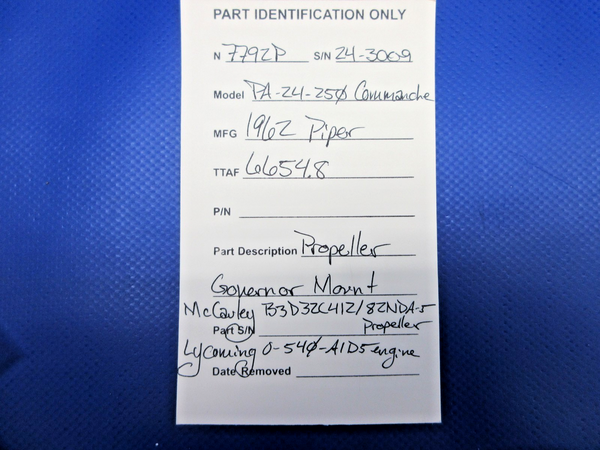 PART IDENTIFICATION ONLY
N 7792P S/N 24-3009
Model PA-24-250 Commanche
MFG 1962 Piper
TTAF 6654.8
P/N
Part Description Propeller
Governor Mount
McCauley B3D32C412/82NDA-5
Part S/N Propeller
Lycoming O-540-A1D5 engine
Date Removed